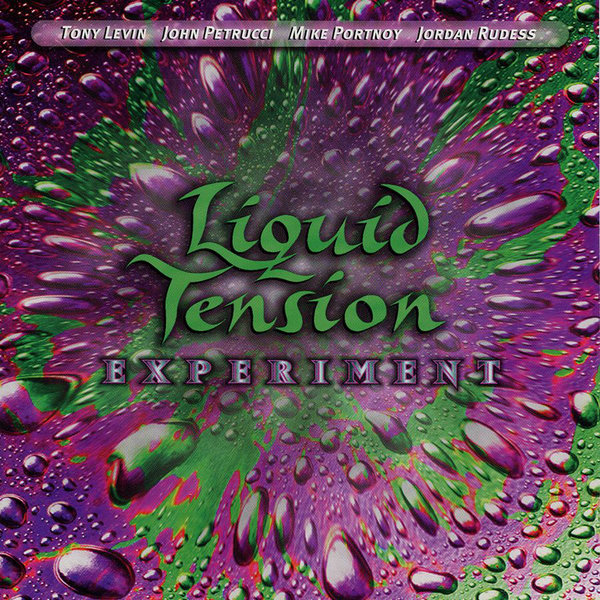 Tony Levin John Petrucci Mike Portnoy Jordan Rudess
Liquid
Tension
EXPERIMENT